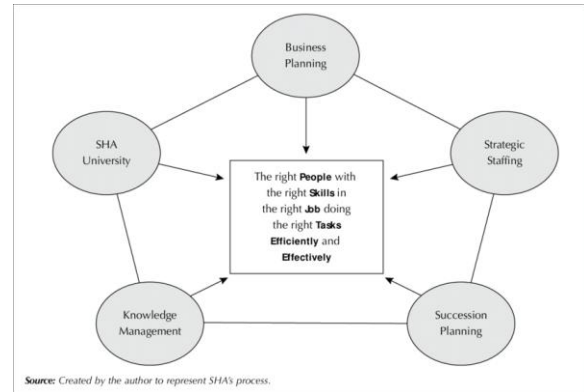 Business
Planning
SHA
University
Strategic
Staffing
The right People with
the right Skills in
the right Job doing
the right Tasks
Efficiently and
Effectively
Knowledge
Management
Succession
Planning
Source: Created by the author to represent SHA's process.